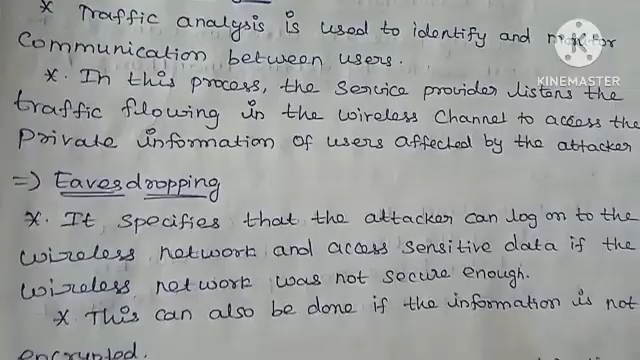 * Traffic analysis is used to identify and for
Communication between users.
*. In this process, the Service provider listens the
traffic flowing in the wireless channel to access the
Private information of users affected by the attacker
=) Eavesdropping
*. It specifies that the attacker can log on to the
wireless network and access sensitive data if the
wireless network was not secure enough.
* This can also be done if the information is not
encrypted.
KINEMASTER